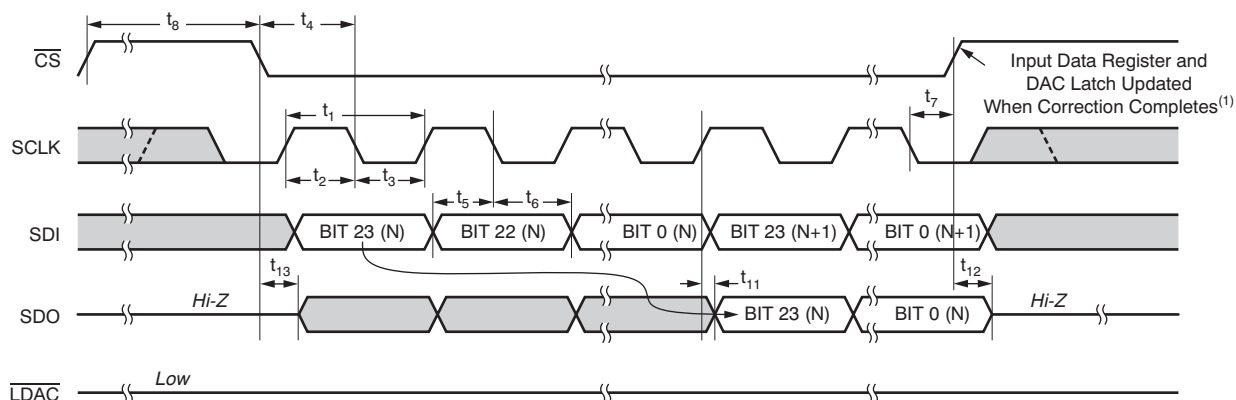 t8
t4
CS
Input Data Register and
DAC Latch Updated
When Correction Completes(1)
t7
t1
SCLK
t2
t3
t5
t6
SDI
BIT 23 (N)
BIT 22 (N)
BIT 0 (N)
BIT 23 (N+1)
BIT 0 (N+1)
t13
t11
t12
Hi-Z
Hi-Z
SDO
BIT 23 (N)
BIT 0 (N)
Low
LDAC